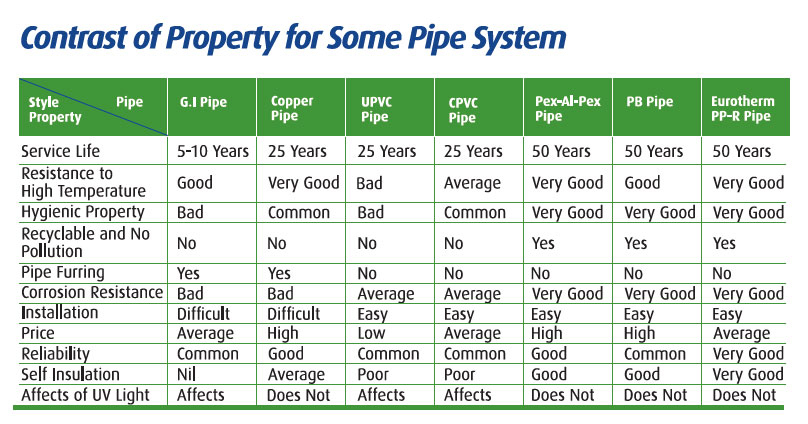 Contrast of Property for Some Pipe System
Style Property Pipe G.I Pipe Copper Pipe UPVC Pipe CPVC Pipe Pex-Al-Pex Pipe PB Pipe Eurotherm PP-R Pipe
Service Life 5-10 Years 25 Years 25 Years 25 Years 50 Years 50 Years 50 Years
Resistance to High Temperature Good Very Good Bad Average Very Good Good Very Good
Hygienic Property Bad Common Bad Common Very Good Very Good Very Good
Recyclable and No Pollution No No No No Yes Yes Yes
Pipe Furring Yes Yes No No No No No
Corrosion Resistance Bad Bad Average Average Very Good Very Good Very Good
Installation Difficult Difficult Easy Easy Easy Easy Easy
Price Average High Low Average High High Average
Reliability Common Good Common Common Good Common Very Good
Self Insulation Nil Average Poor Poor Good Good Very Good
Affects of UV Light Affects Does Not Affects Affects Does Not Does Not Does Not